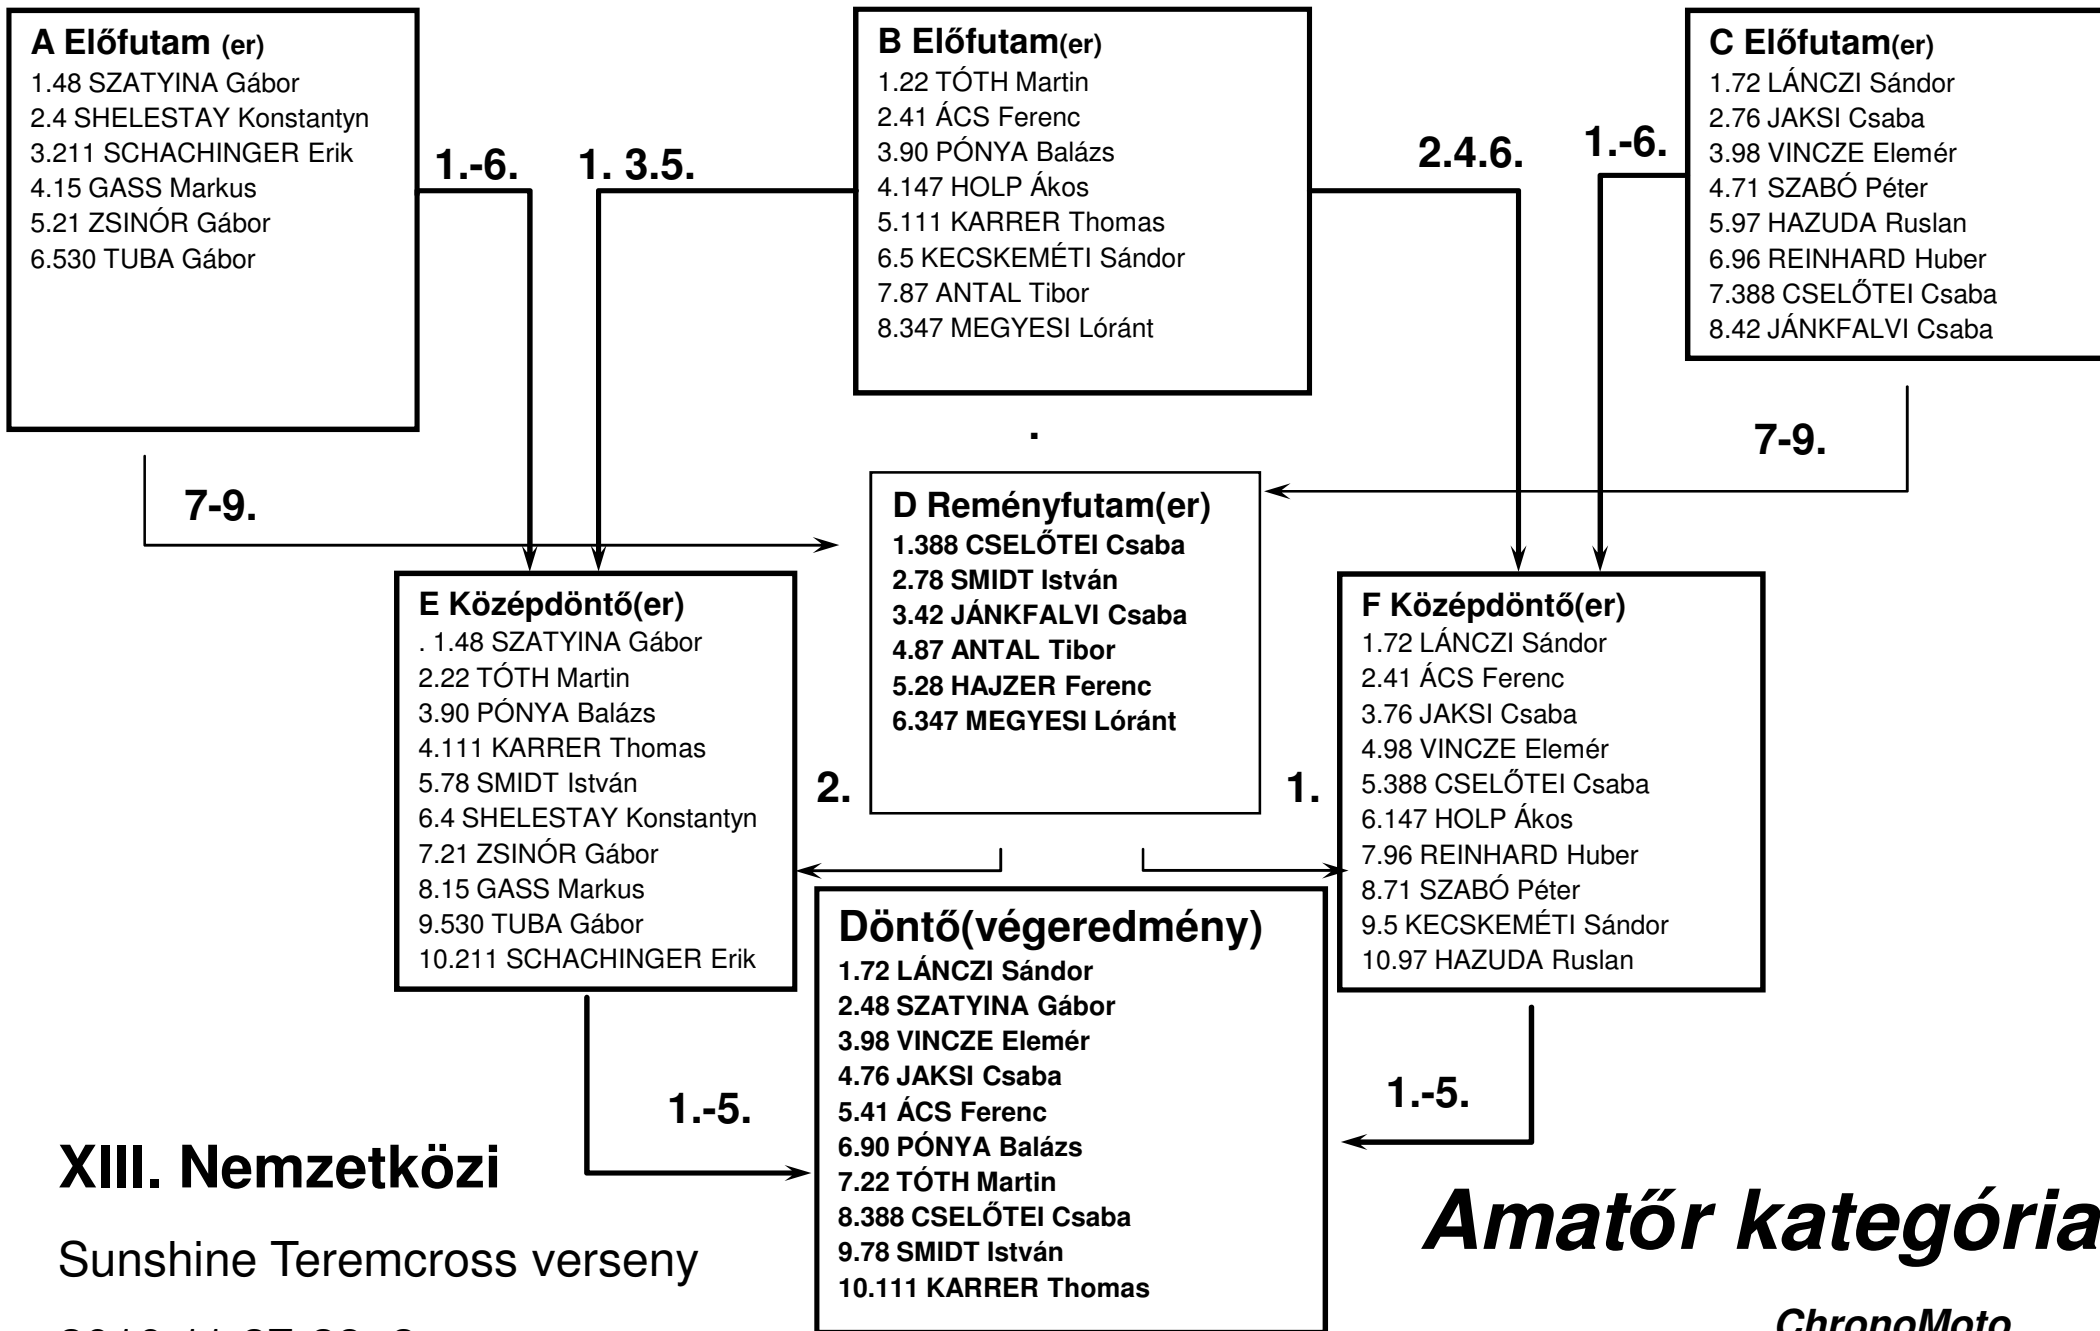 A Előfutam (er)
1.48 SZATYINA Gábor
2.4 SHELESTAY Konstantyn
3.211 SCHACHINGER Erik
4.15 GASS Markus
5.21 ZSINÓR Gábor
6.530 TUBA Gábor
1.-6.
1. 3.5.
B Előfutam(er)
1.22 TÓTH Martin
2.41 ÁCS Ferenc
3.90 PÓNYA Balázs
4.147 HOLP Ákos
5.111 KARRER Thomas
6.5 KECSKEMÉTI Sándor
7.87 ANTAL Tibor
8.347 MEGYESI Lóránt
.
2.4.6.
1.-6.
C Előfutam(er)
1.72 LÁNCZI Sándor
2.76 JAKSI Csaba
3.98 VINCZE Elemér
4.71 SZABÓ Péter
5.97 HAZUDA Ruslan
6.96 REINHARD Huber
7.388 CSELŐTEI Csaba
8.42 JÁNKFALVI Csaba
7-9.
7-9.
D Reményfutam(er)
1.388 CSELŐTEI Csaba
2.78 SMIDT István
3.42 JÁNKFALVI Csaba
4.87 ANTAL Tibor
5.28 HAJZER Ferenc
6.347 MEGYESI Lóránt
2.
1.
E Középdöntő(er)
. 1.48 SZATYINA Gábor
2.22 TÓTH Martin
3.90 PÓNYA Balázs
4.111 KARRER Thomas
5.78 SMIDT István
6.4 SHELESTAY Konstantyn
7.21 ZSINÓR Gábor
8.15 GASS Markus
9.530 TUBA Gábor
10.211 SCHACHINGER Erik
F Középdöntő(er)
1.72 LÁNCZI Sándor
2.41 ÁCS Ferenc
3.76 JAKSI Csaba
4.98 VINCZE Elemér
5.388 CSELŐTEI Csaba
6.147 HOLP Ákos
7.96 REINHARD Huber
8.71 SZABÓ Péter
9.5 KECSKEMÉTI Sándor
10.97 HAZUDA Ruslan
1.-5.
1.-5.
Döntő(végeredmény)
1.72 LÁNCZI Sándor
2.48 SZATYINA Gábor
3.98 VINCZE Elemér
4.76 JAKSI Csaba
5.41 ÁCS Ferenc
6.90 PÓNYA Balázs
7.22 TÓTH Martin
8.388 CSELŐTEI Csaba
9.78 SMIDT István
10.111 KARRER Thomas
XIII. Nemzetközi
Sunshine Teremcross verseny
Amatőr kategória
ChronoMoto